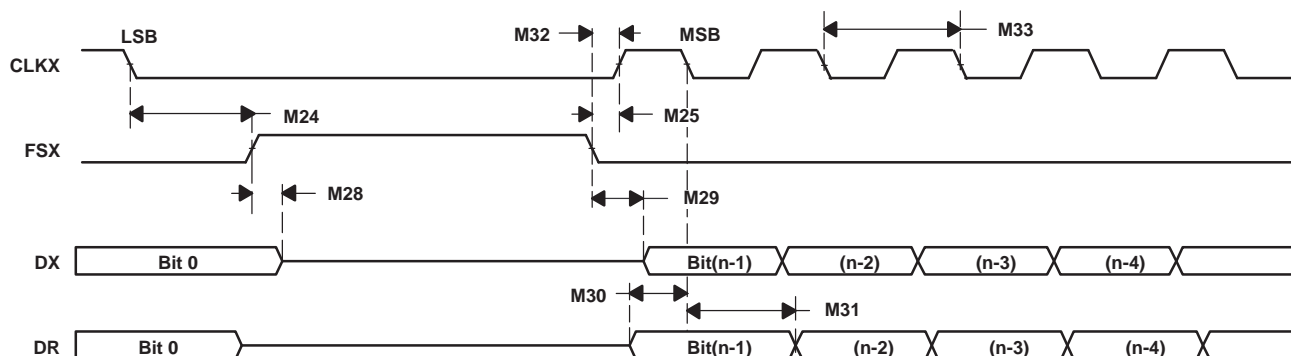 LSB M32 MSB M33
CLKX
M24 M25
FSX
M28 M29
DX Bit 0 Bit(n-1) (n-2) (n-3) (n-4)
M30 M31
DR Bit 0 Bit(n-1) (n-2) (n-3) (n-4)